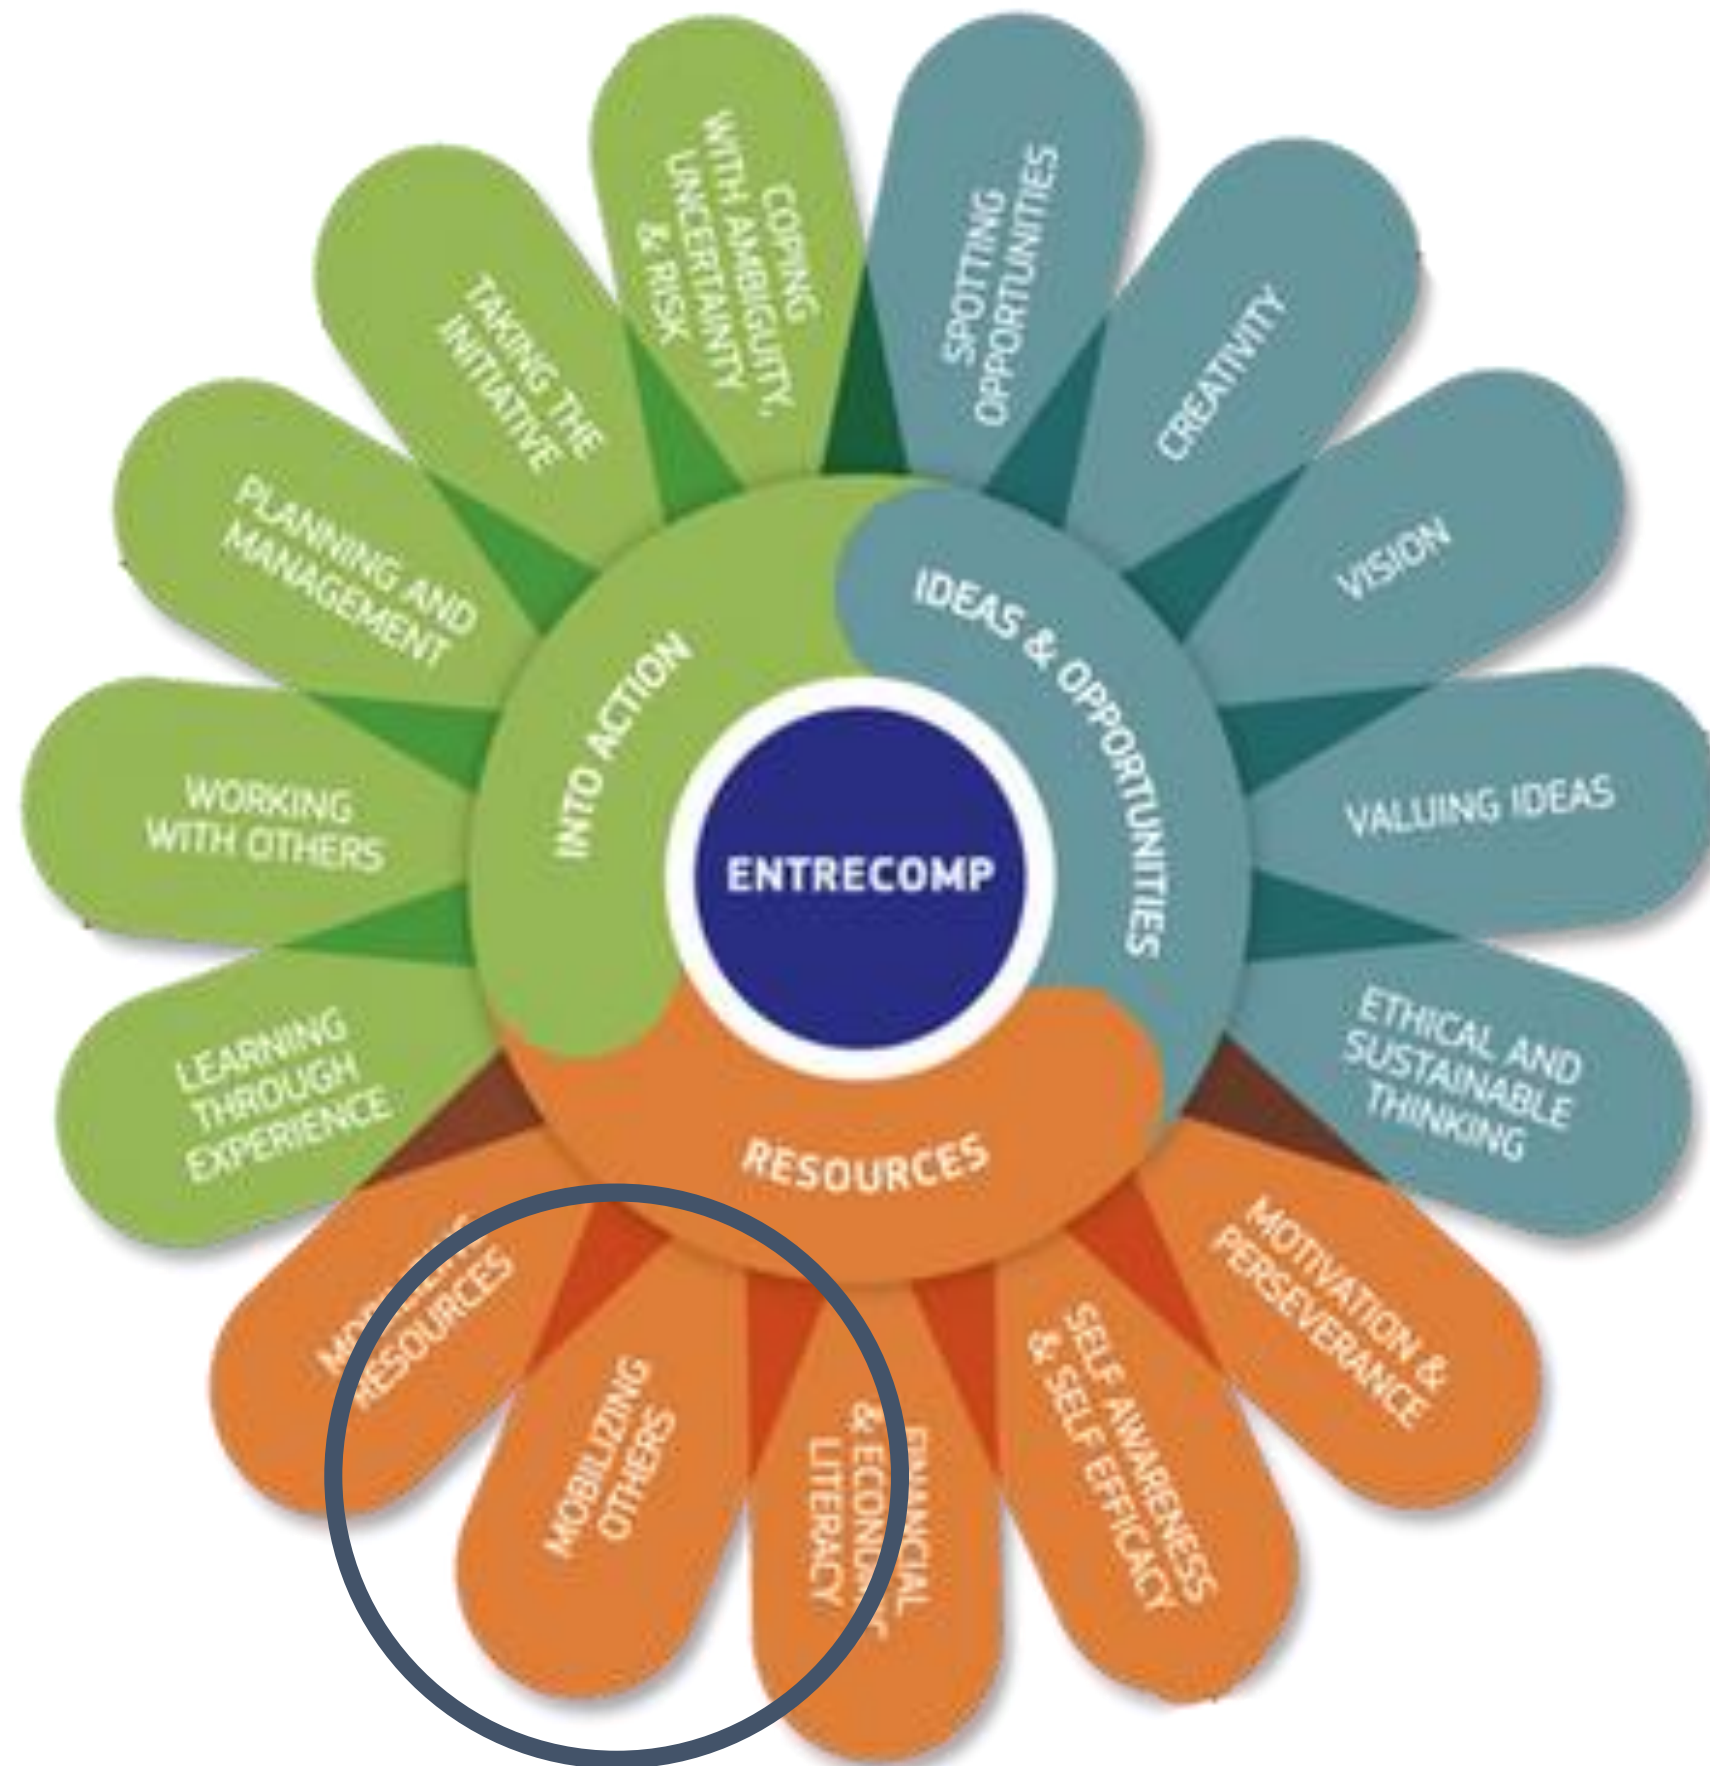 COPING
WITH AMBIGUITY,
UNCERTAINTY
& RISK
SPOTTING
OPPORTUNITIES
CREATIVITY
VISION
VALUING IDEAS
ETHICAL AND
SUSTAINABLE
THINKING
MOTIVATION &
PERSEVERANCE
SELF AWARENESS
& SELF EFFICACY
FINANCIAL
& ECONOMIC
LITERACY
MOBILIZING
OTHERS
RESOURCES
LEARNING
THROUGH
EXPERIENCE
WORKING
WITH OTHERS
PLANNING AND
MANAGEMENT
TAKING THE
INITIATIVE
INTO ACTION
IDEAS & OPPORTUNITIES
RESOURCES
ENTRECOMP